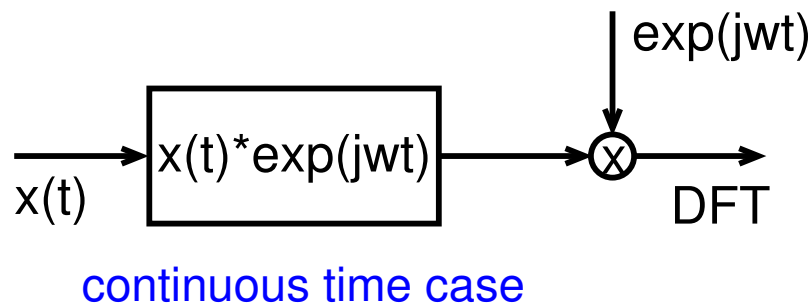 exp(jwt)
x(t)*exp(jwt)
x
x(t)
DFT
continuous time case